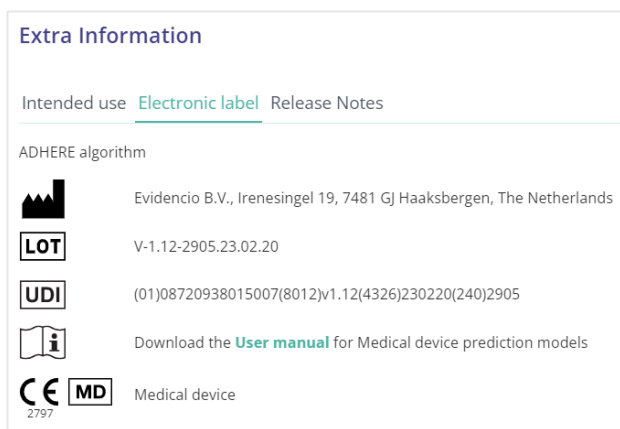 Extra Information
Intended use Electronic label Release Notes
ADHERE algorithm
Evidencio B.V., Irenesingel 19, 7481 GJ Haaksbergen, The Netherlands
LOT V-1.12-2905.23.02.20
UDI (01)08720938015007(8012)v1.12(4326)230220(240)2905
i Download the User manual for Medical device prediction models
CE MD Medical device
2797